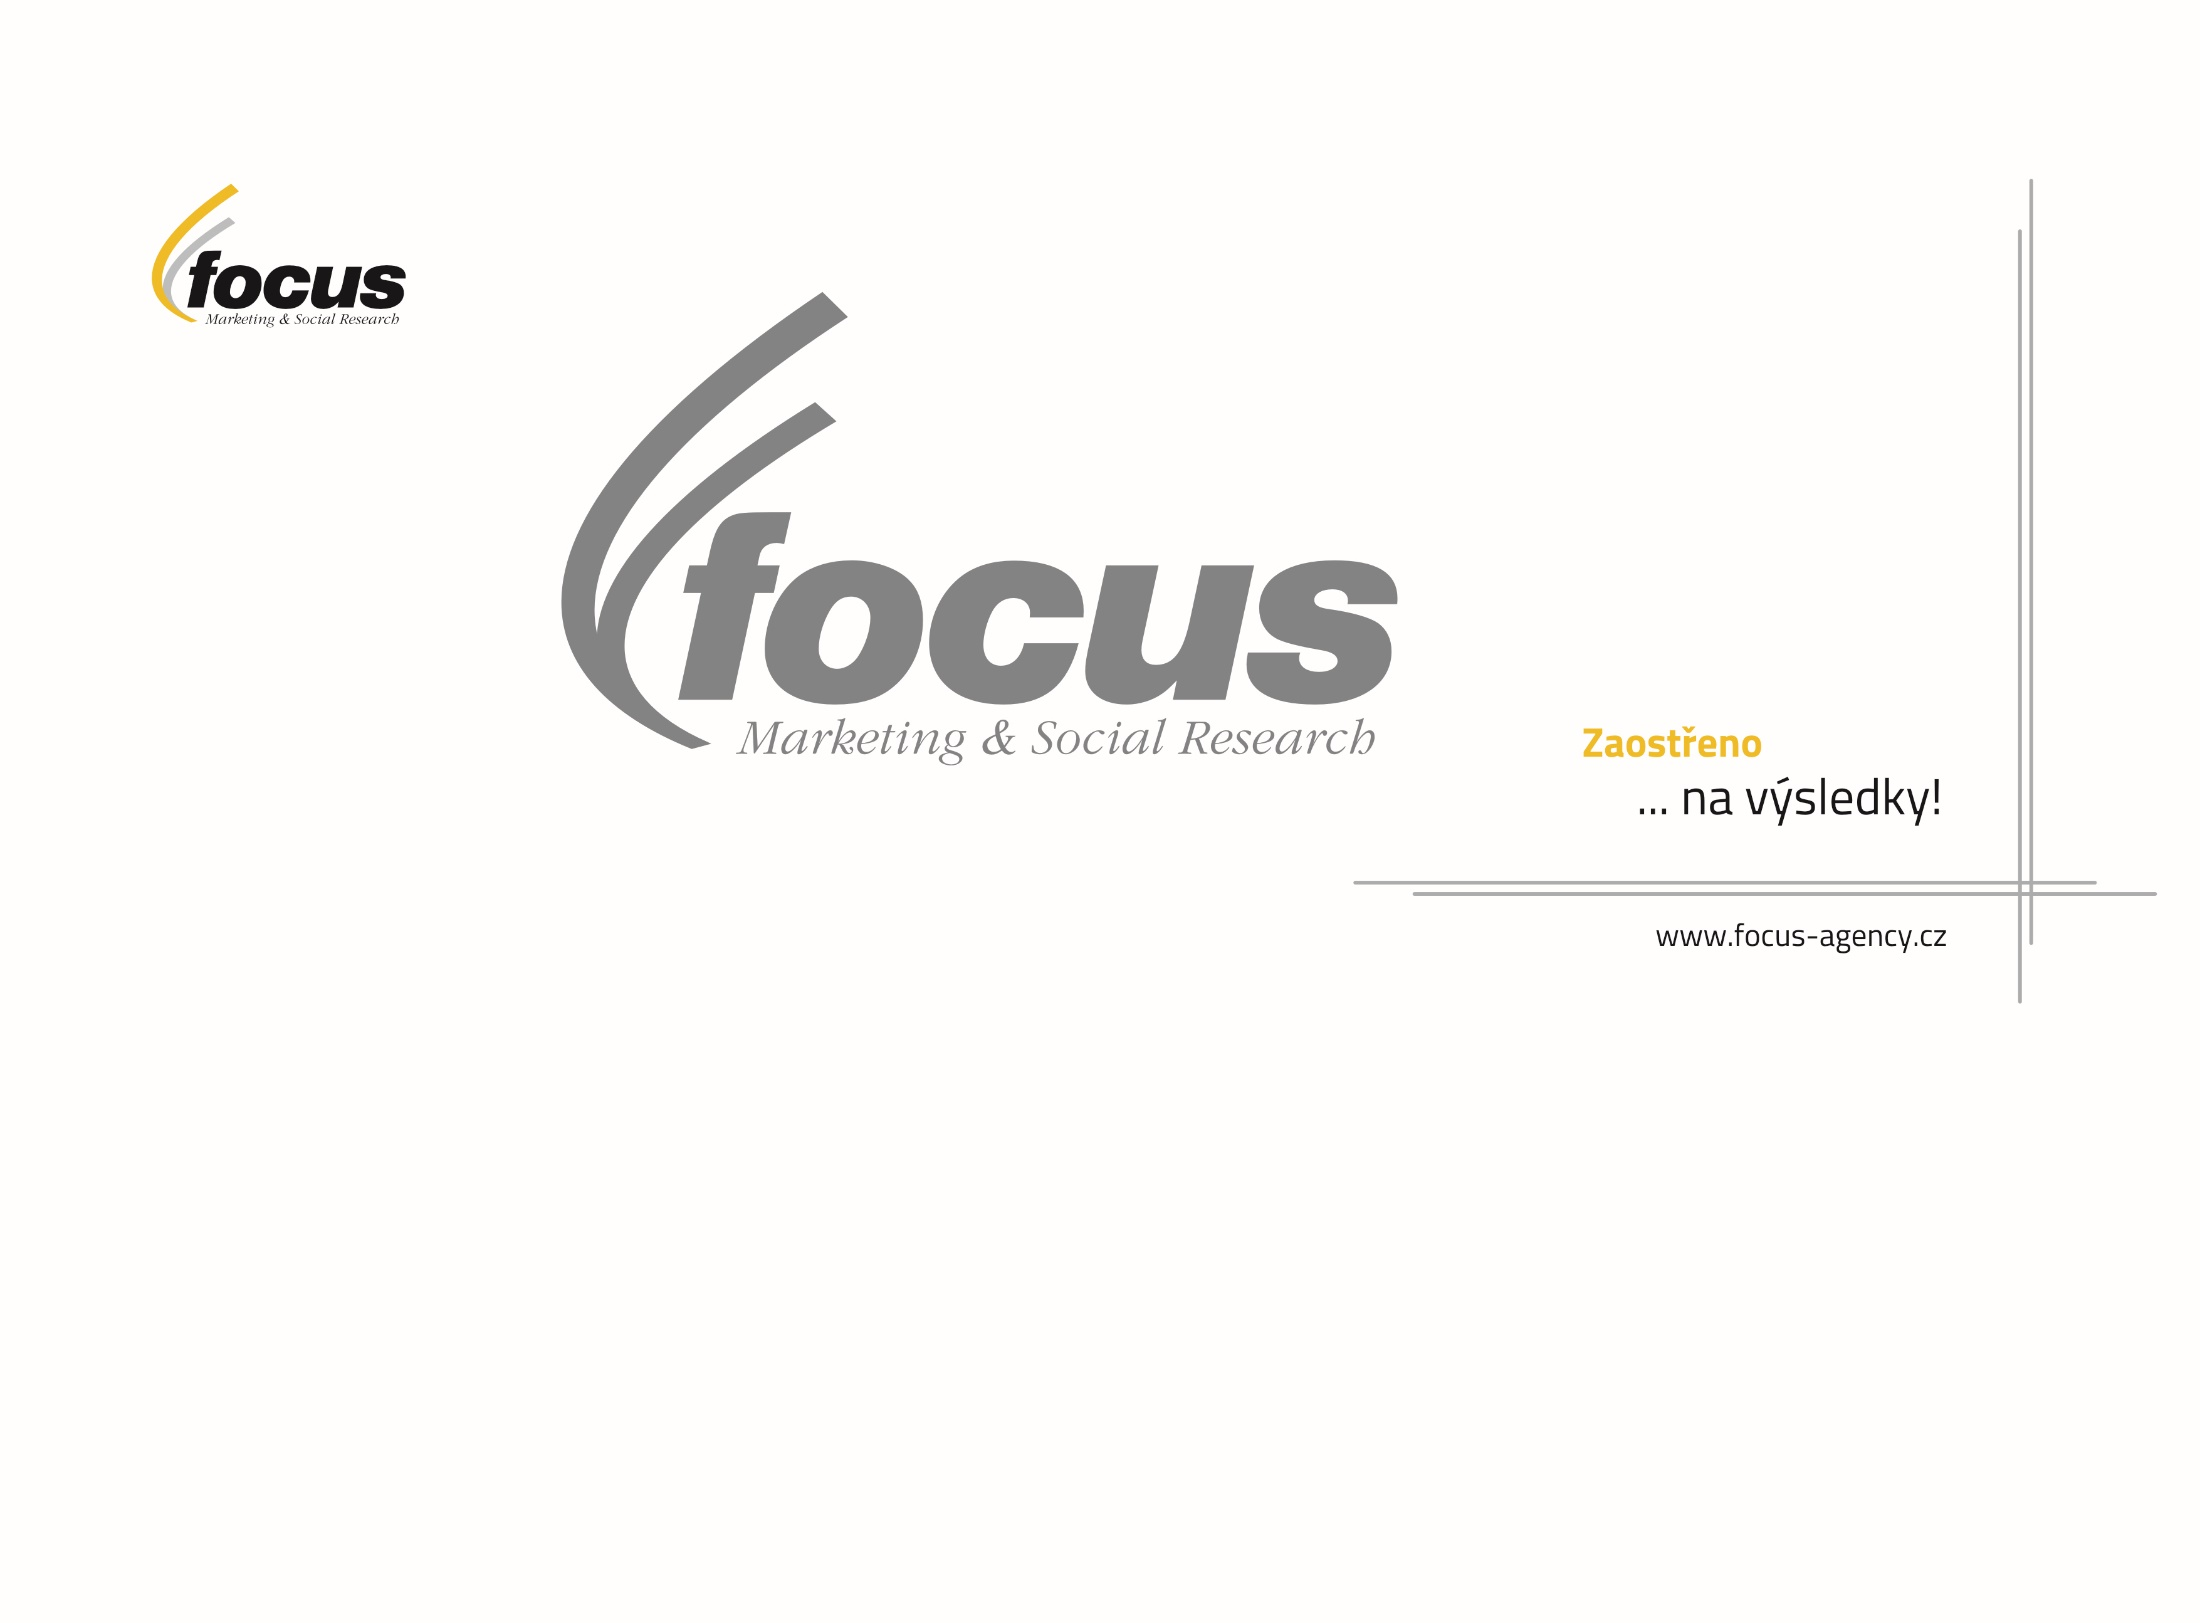 focus
Marketing & Social Research
focus
Marketing & Social Research
Zaostřeno
... na výsledky!
www.focus-agency.cz